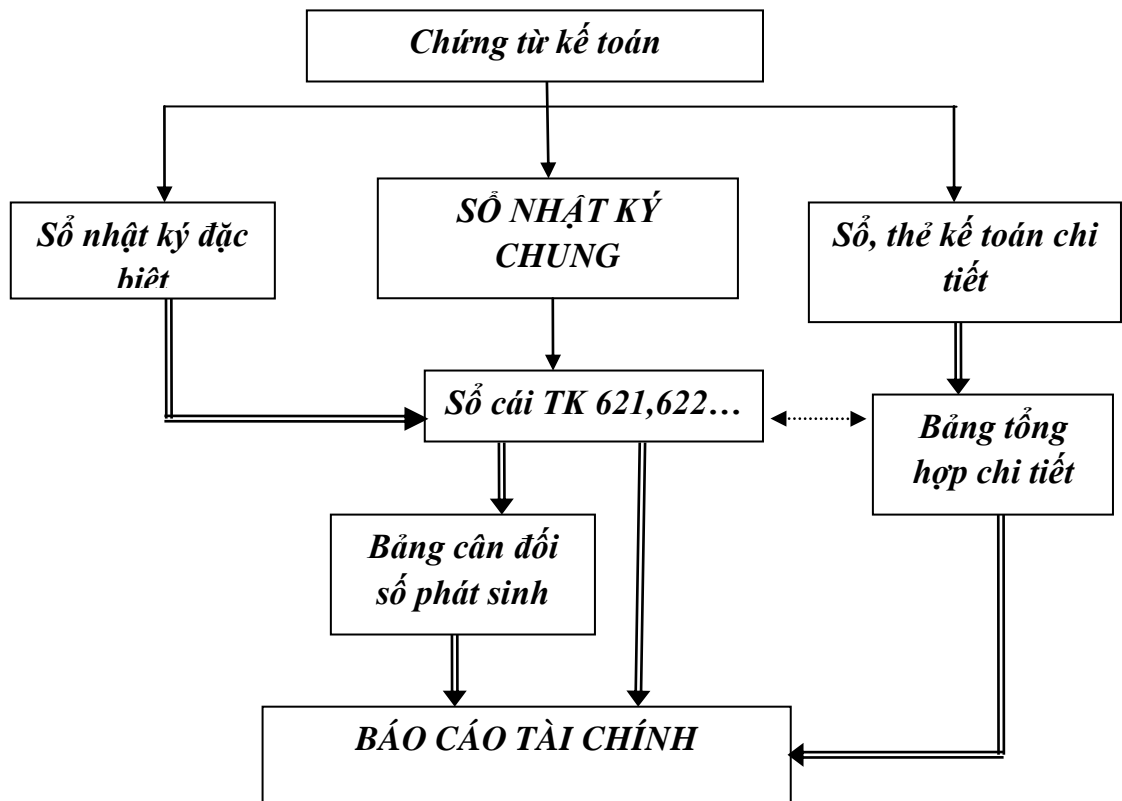 Chứng từ kế toán
SỔ NHẬT KÝ
CHUNG
Sổ nhật ký đặc
biệt
Sổ, thẻ kế toán chi
tiết
Sổ cái TK 621,622…
Bảng tổng
hợp chi tiết
Bảng cân đối
số phát sinh
BÁO CÁO TÀI CHÍNH